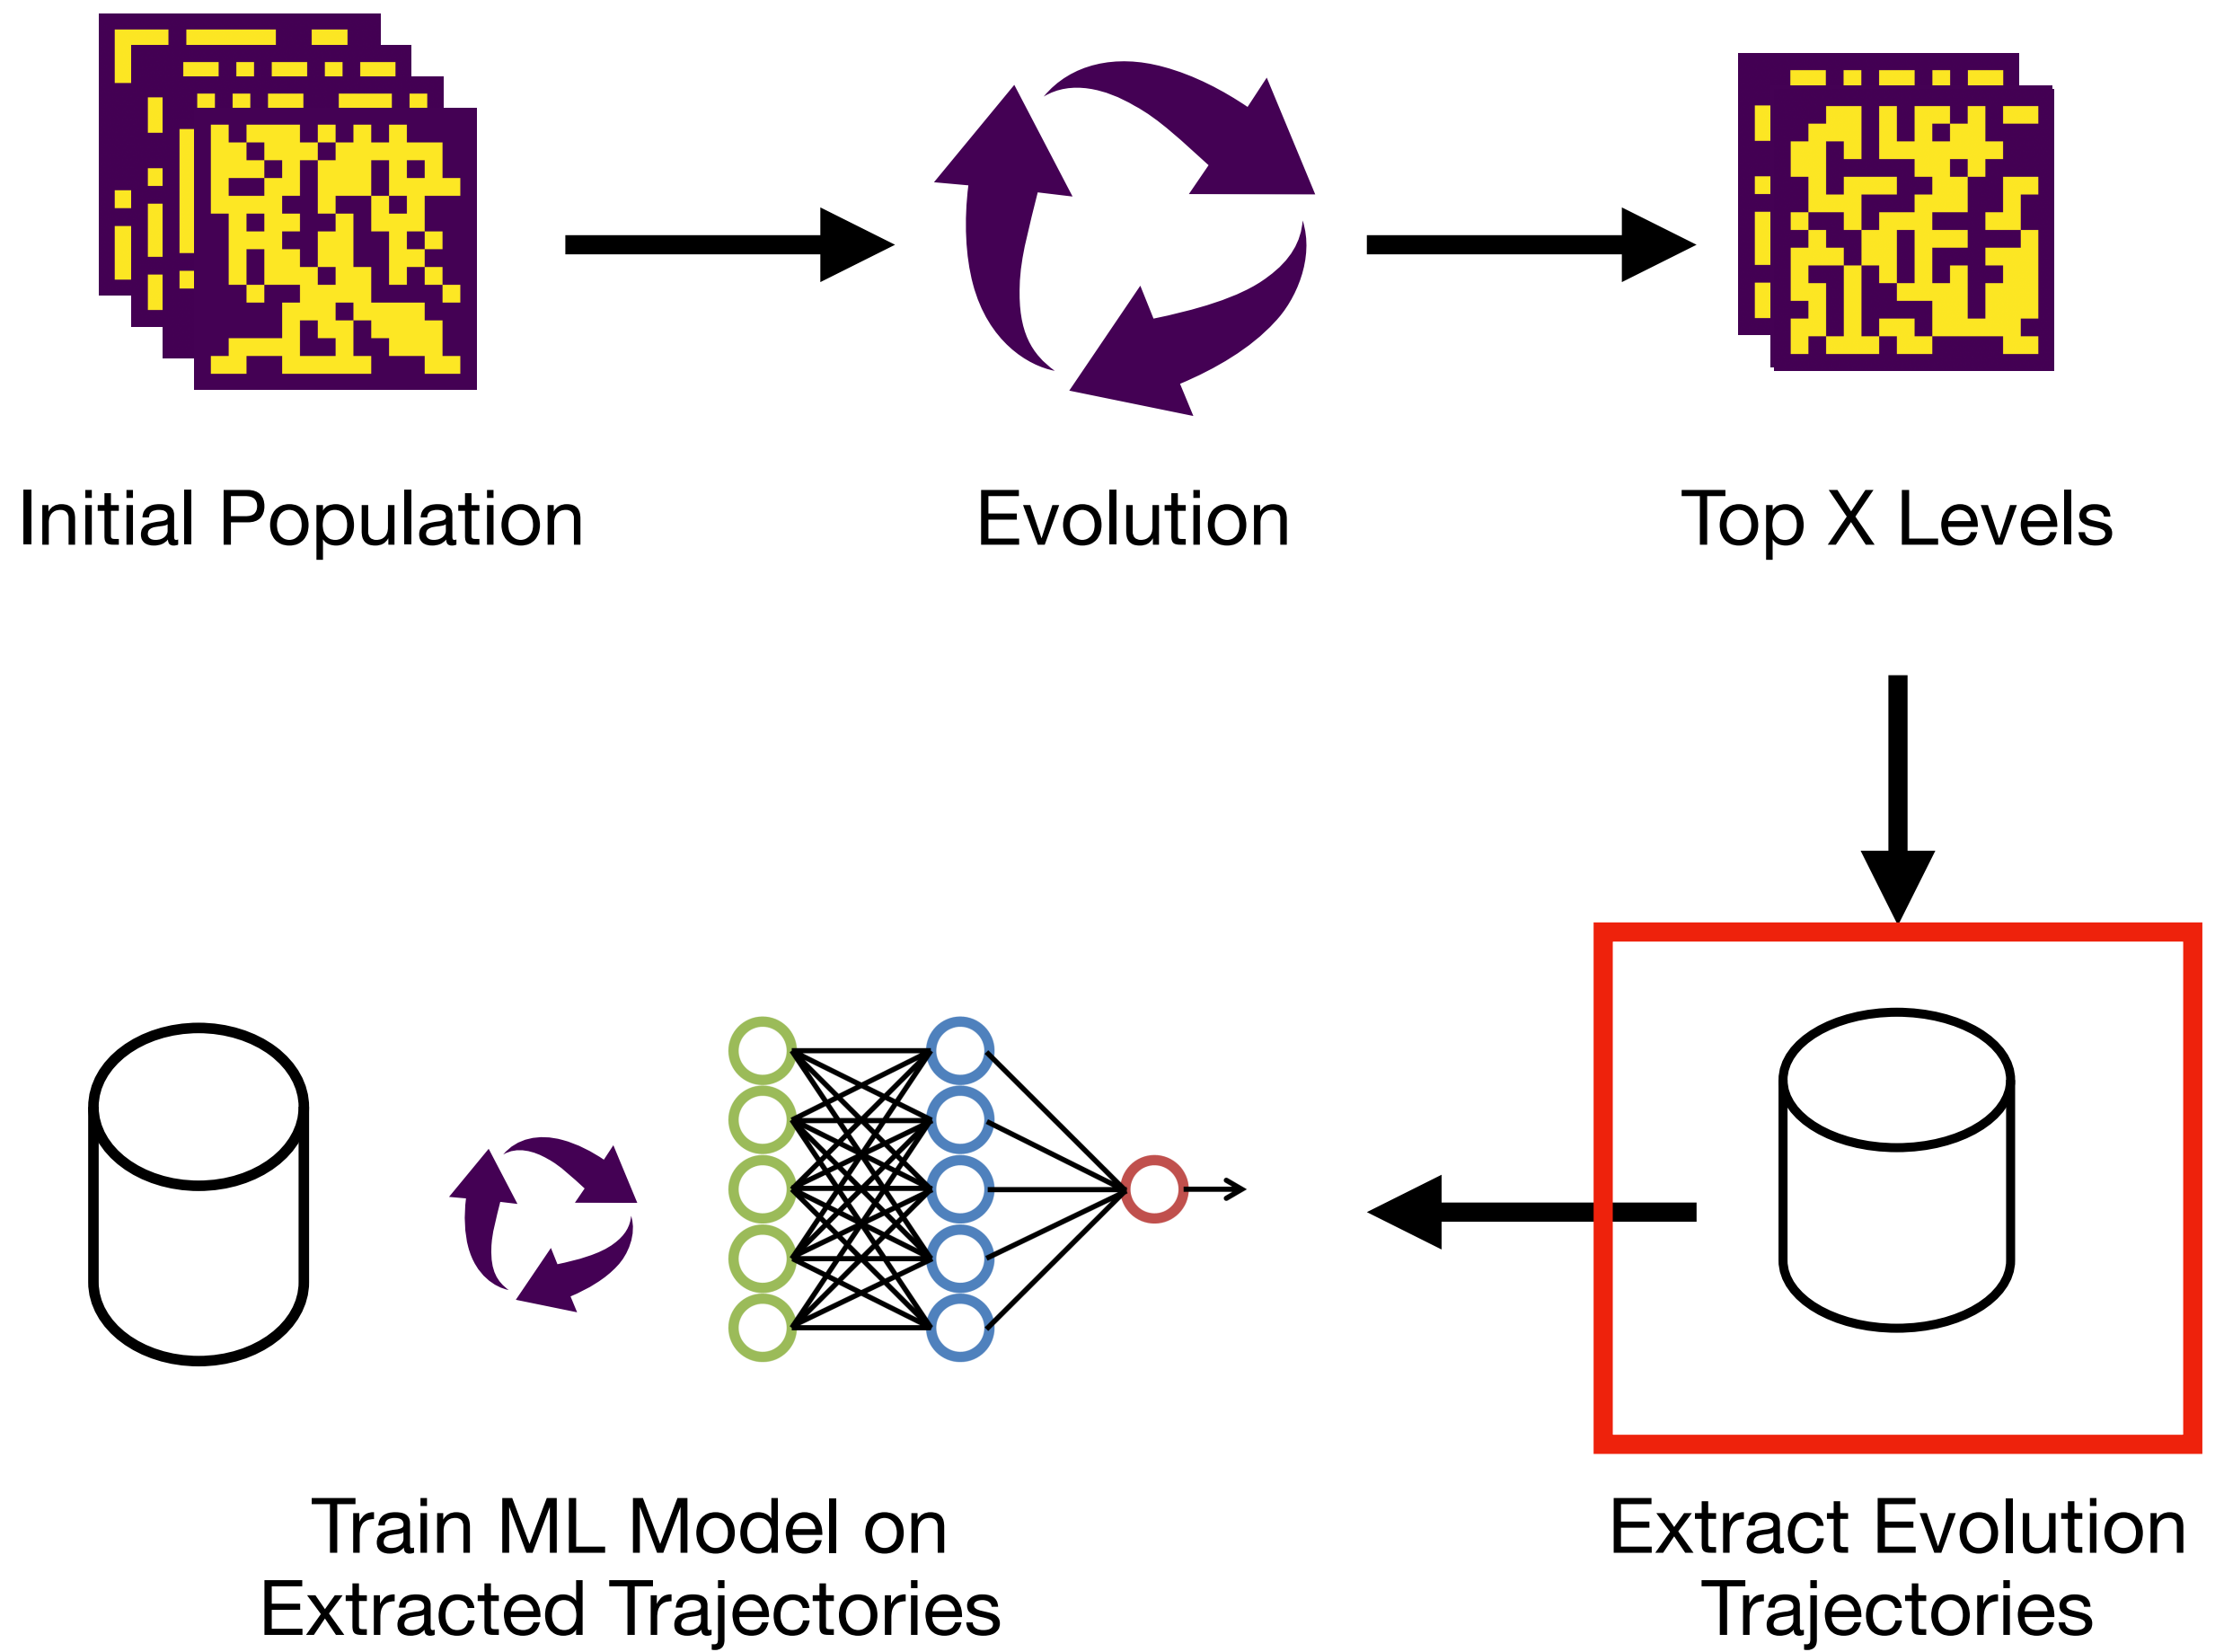 Initial Population
Evolution
Top X Levels
Train ML Model on
Extracted Trajectories
Extract Evolution
Trajectories